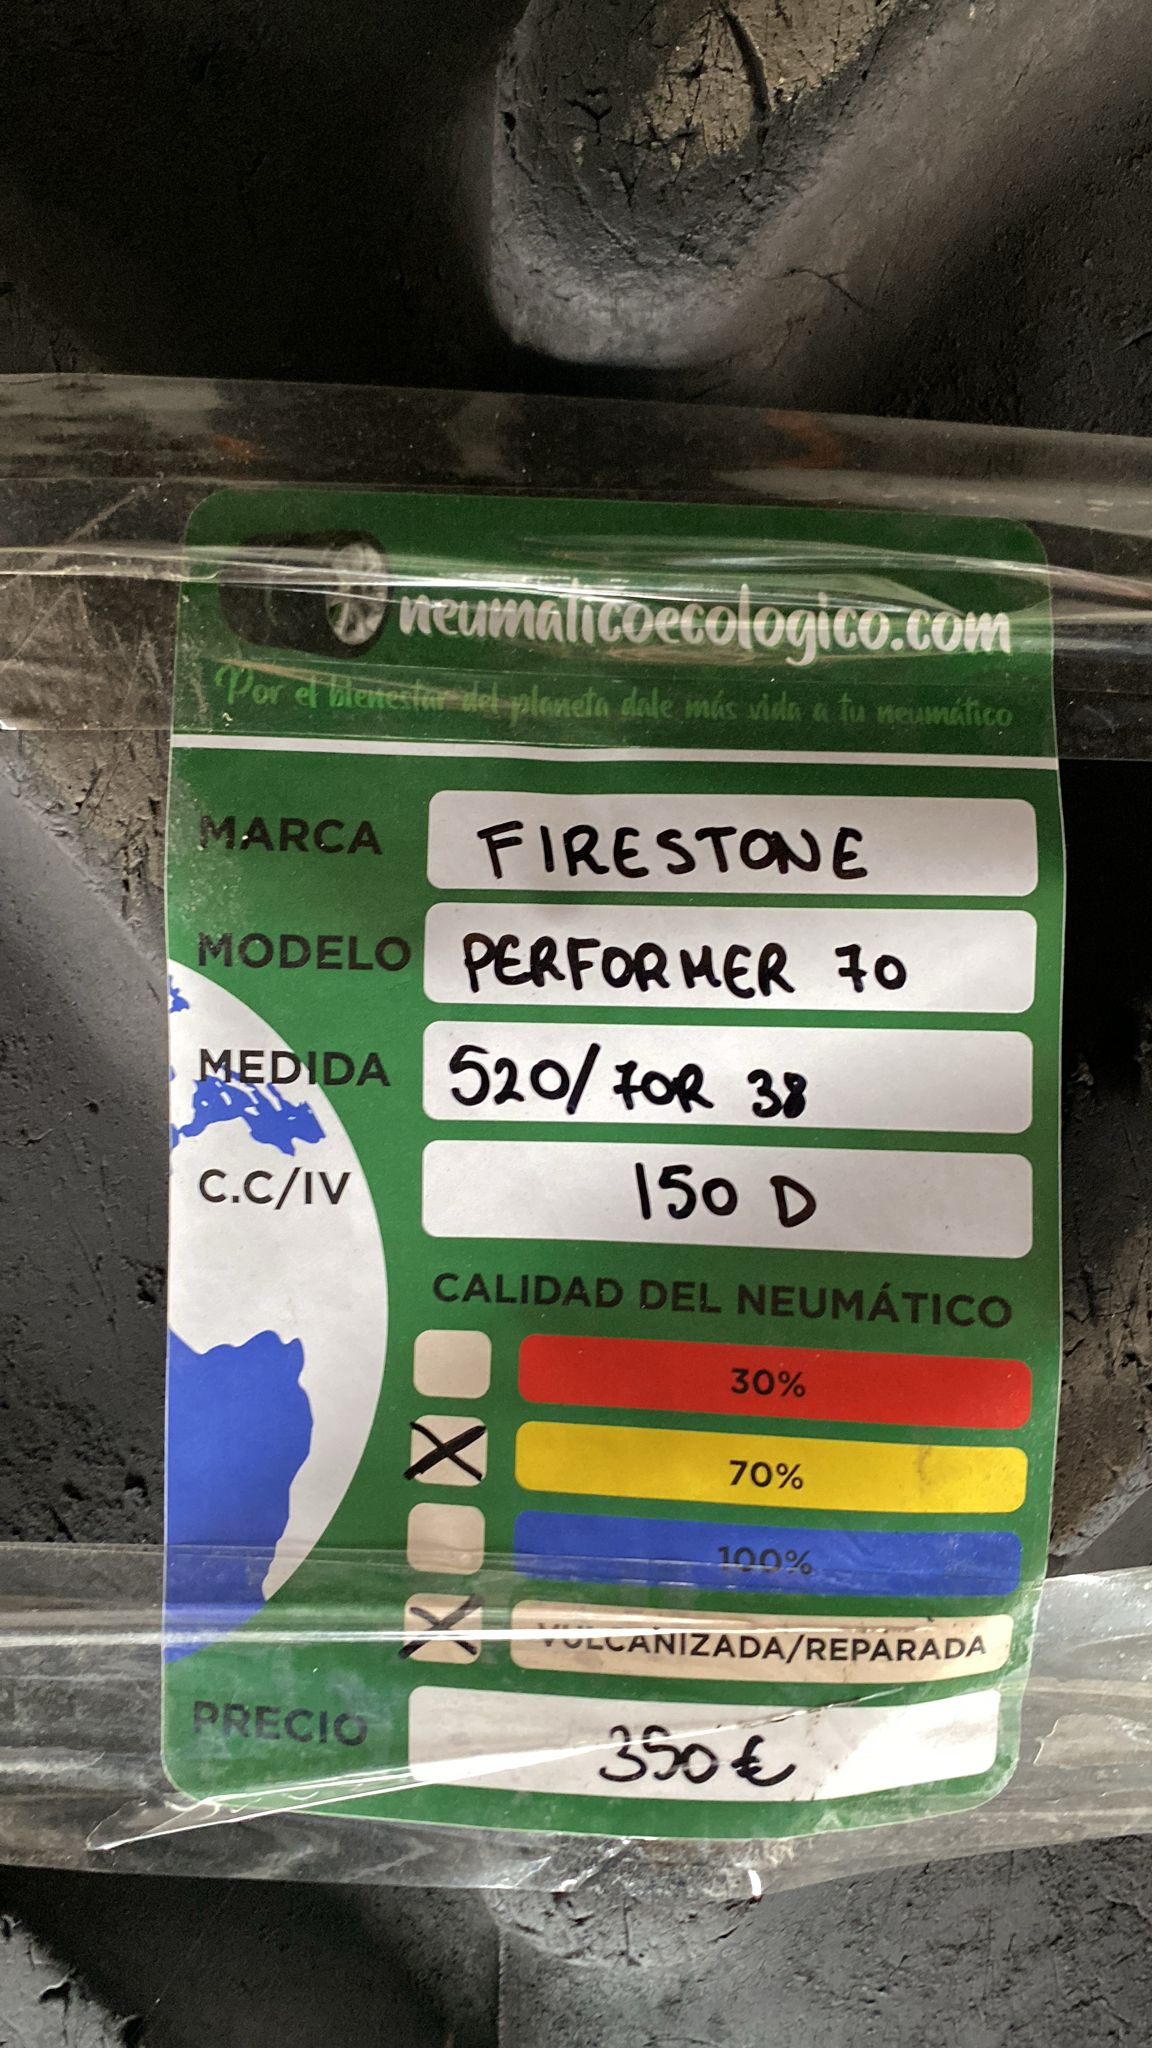 neumaticoecologico.com
Por el bienestar del planeta dale más vida a tu neumático
MARCA FIRESTONE
MODELO PERFORMER 70
MEDIDA 520/70R 38
C.C/IV 150 D
CALIDAD DEL NEUMÁTICO
30%
X 70%
100%
X VULCANIZADA/REPARADA
PRECIO 350€